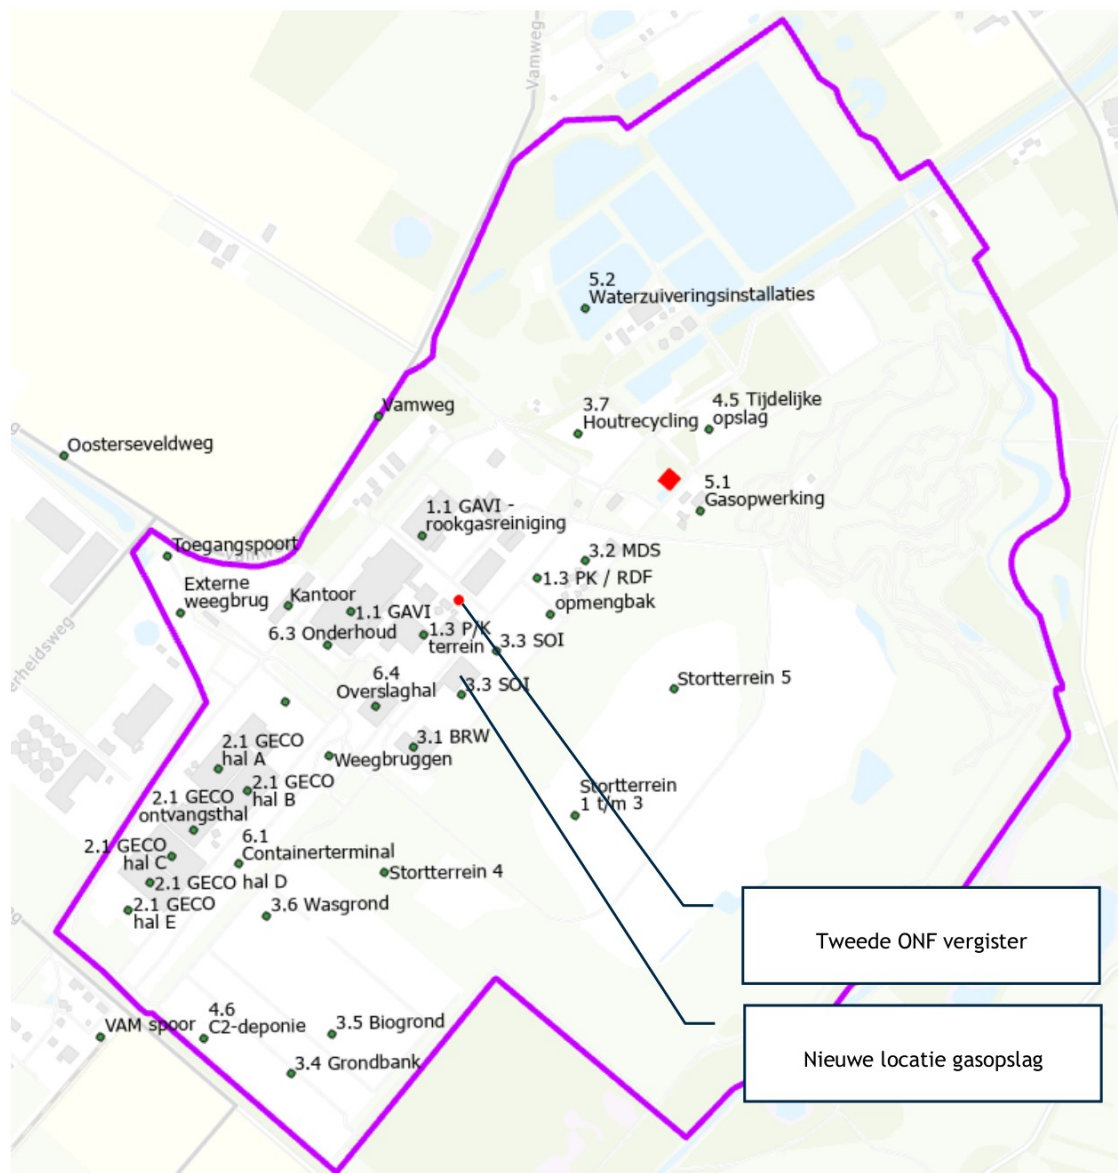 Vamweg
5.2
Waterzuiveringsinstallaties
Vamweg
3.7
Houtrecycling
4.5 Tijdelijke
opslag
Oosterseveldweg
5.1
Gasopwerking
1.1 GAVI -
rookgasreiniging
Toegangspoort
3.2 MDS
1.3 PK / RDF
Externe
weegbrug
Kantoor
1.1 GAVI
opmengbak
6.3 Onderhoud
1.3 P/K
terrein
3.3 SOI
erheidsweg
6.4
Overslaghal
3.3 SOI
Stortterrein 5
3.1 BRW
Weegbruggen
2.1 GECO
hal A
2.1 GECO
hal B
2.1 GECO
ontvangsthal
Stortterrein
1 t/m 3
2.1 GECO
hal C
6.1
Containerterminal
2.1 GECO hal D
Stortterrein 4
2.1 GECO
hal E
3.6 Wasgrond
Tweede ONF vergister
4.6
C2-deponie
VAM spoor
3.5 Biogrond
3.4 Grondbank
Nieuwe locatie gasopslag